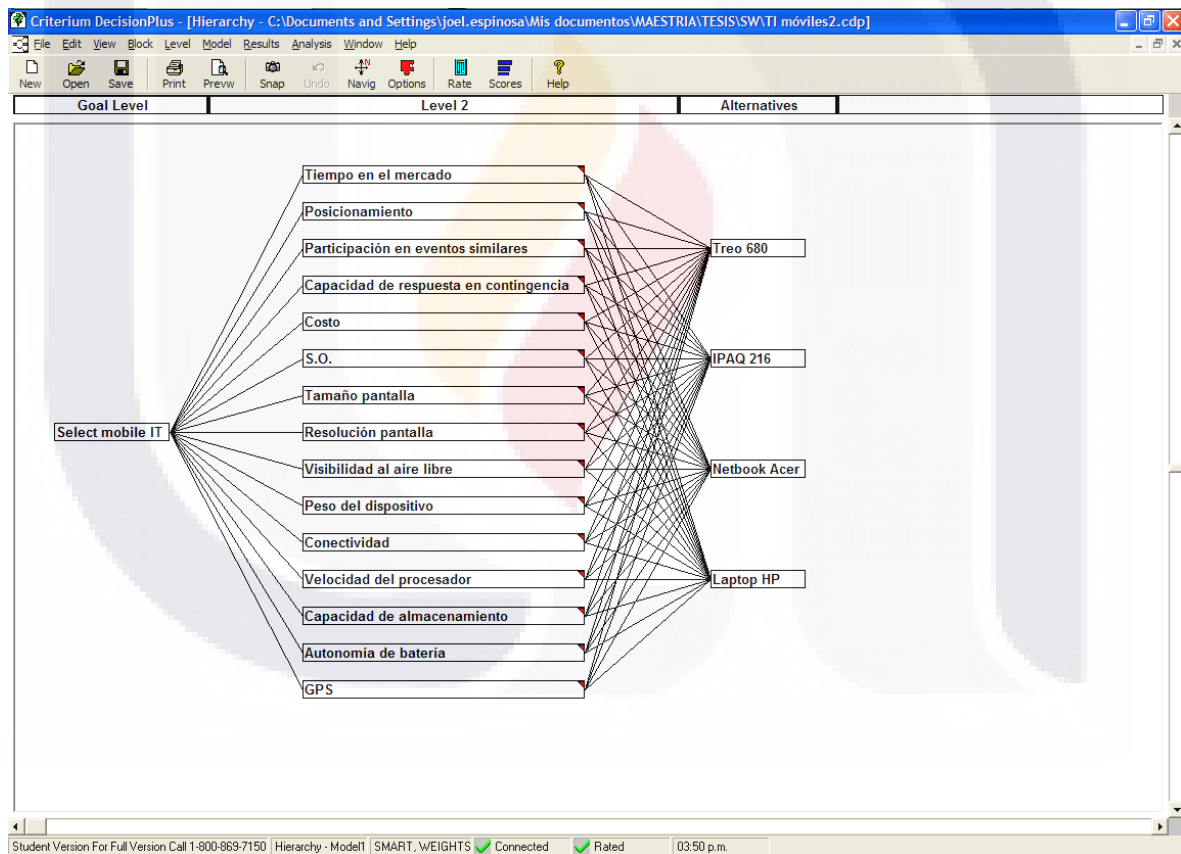 Criterium DecisionPlus - [Hierarchy - C:\Documents and Settings\joel.espinosa\Mis documentos\MAESTRIA\TESIS\SW\TI móviles2.cdp]
File Edit View Block Level Model Results Analysis Window Help
New Open Save Print Prevw Snap Undo Navig Options Rate Scores Help
Goal Level Level 2 Alternatives
Tiempo en el mercado
Posicionamiento
Participación en eventos similares
Treo 680
Capacidad de respuesta en contingencia
Costo
S.O.
IPAQ 216
Tamaño pantalla
Select mobile IT
Resolución pantalla
Visibilidad al aire libre
Netbook Acer
Peso del dispositivo
Conectividad
Velocidad del procesador
Laptop HP
Capacidad de almacenamiento
Autonomía de batería
GPS
Student Version For Full Version Call 1-800-869-7150 Hierarchy - Model1 SMART, WEIGHTS Connected Rated 03:50 p.m.